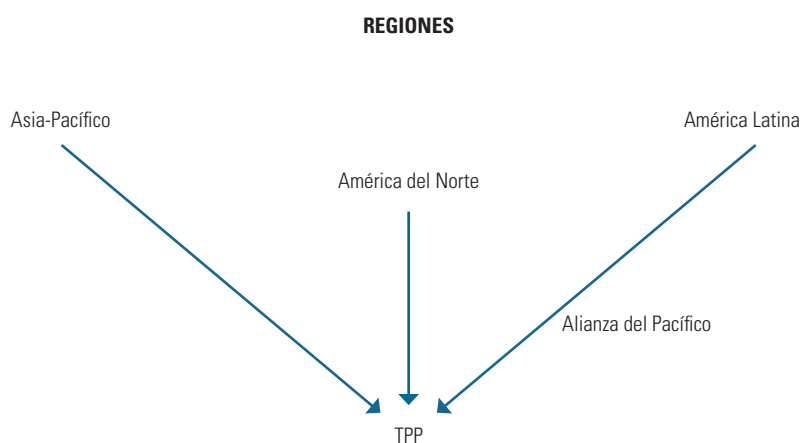 REGIONES
Asia-Pacífico
América Latina
América del Norte
Alianza del Pacífico
TPP